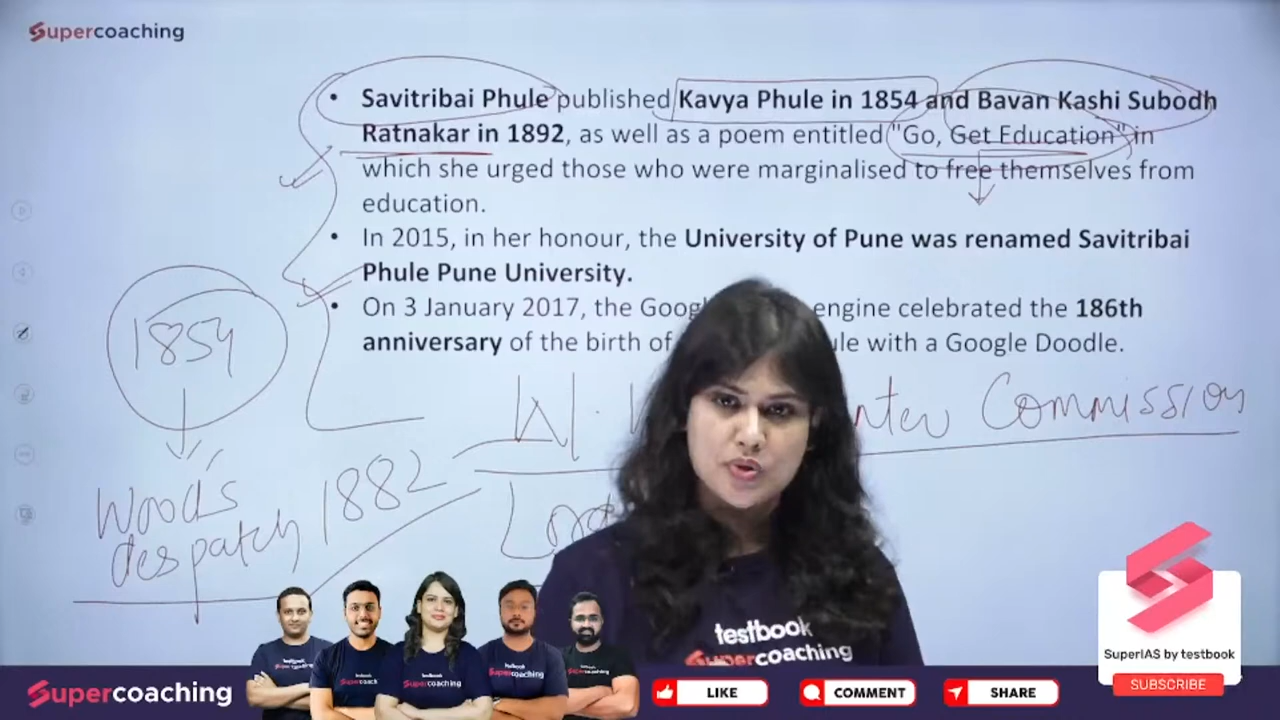 Supercoaching
• Savitribai Phule published Kavya Phule in 1854 and Bavan Kashi Subodh
Ratnakar in 1892, as well as a poem entitled "Go, Get Education" in
which she urged those who were marginalised to free themselves from
education.
• In 2015, in her honour, the University of Pune was renamed Savitribai
Phule Pune University.
• On 3 January 2017, the Goog engine celebrated the 186th
anniversary of the birth of le with a Google Doodle.
1854
W. nter Commission
1882
Wood's
despatch
testbook
Supercoaching
SuperIAS by testbook
SUBSCRIBE
Supercoaching
LIKE
COMMENT
SHARE